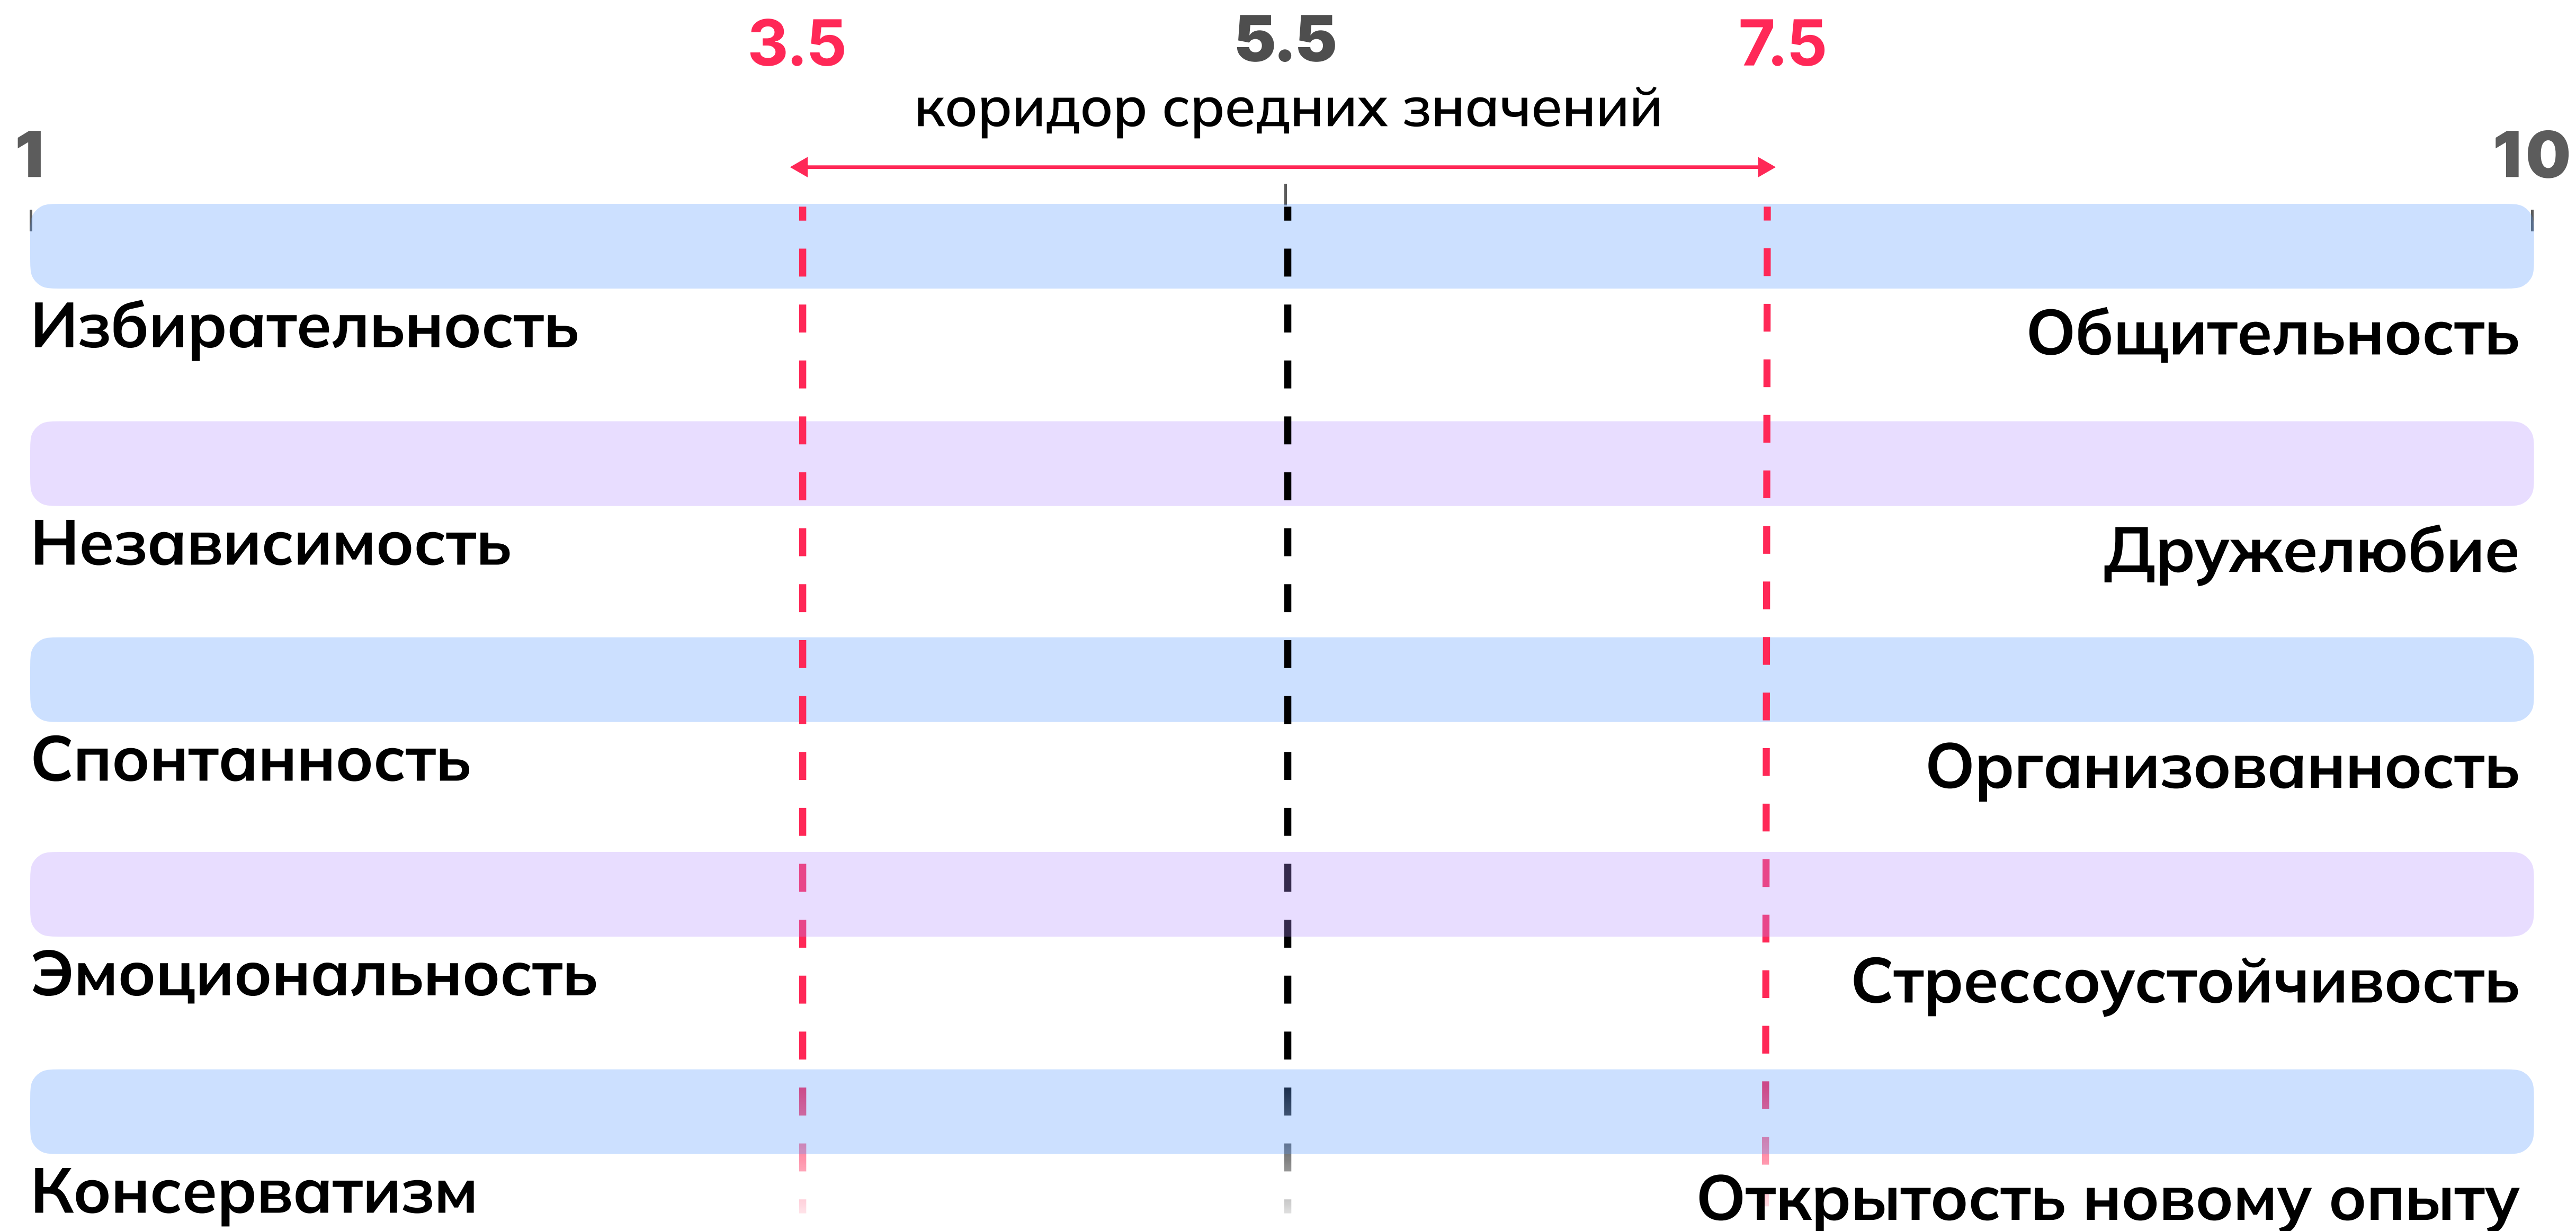 3.5 5.5 7.5
коридор средних значений
1 10
Избирательность Общительность
Независимость Дружелюбие
Спонтанность Организованность
Эмоциональность Стрессоустойчивость
Консерватизм Открытость новому опыту